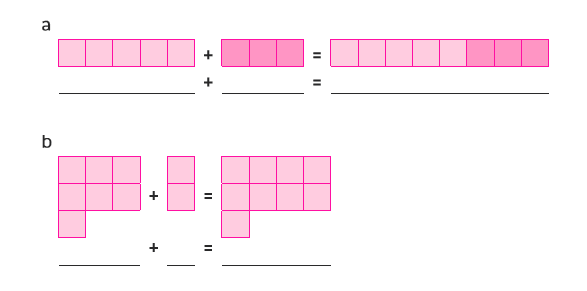 a
+ =
+ =
b
+ =
+ =